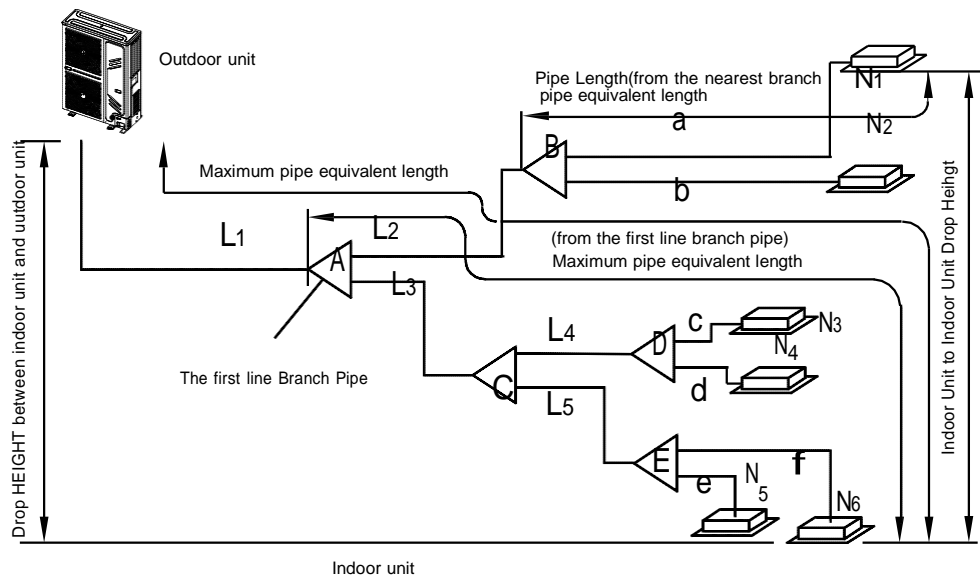 Outdoor unit
Pipe Length(from the nearest branch
pipe equivalent length
N1
a
N2
B
b
Maximum pipe equivalent length
L1
L2
(from the first line branch pipe)
Maximum pipe equivalent length
A
L3
The first line Branch Pipe
L4
D
c
N3
N4
d
C
L5
E
f
e
N5
N6
Drop HEIGHT between indoor unit and outdoor unit
Indoor Unit to Indoor Unit Drop Heihgt
Indoor unit